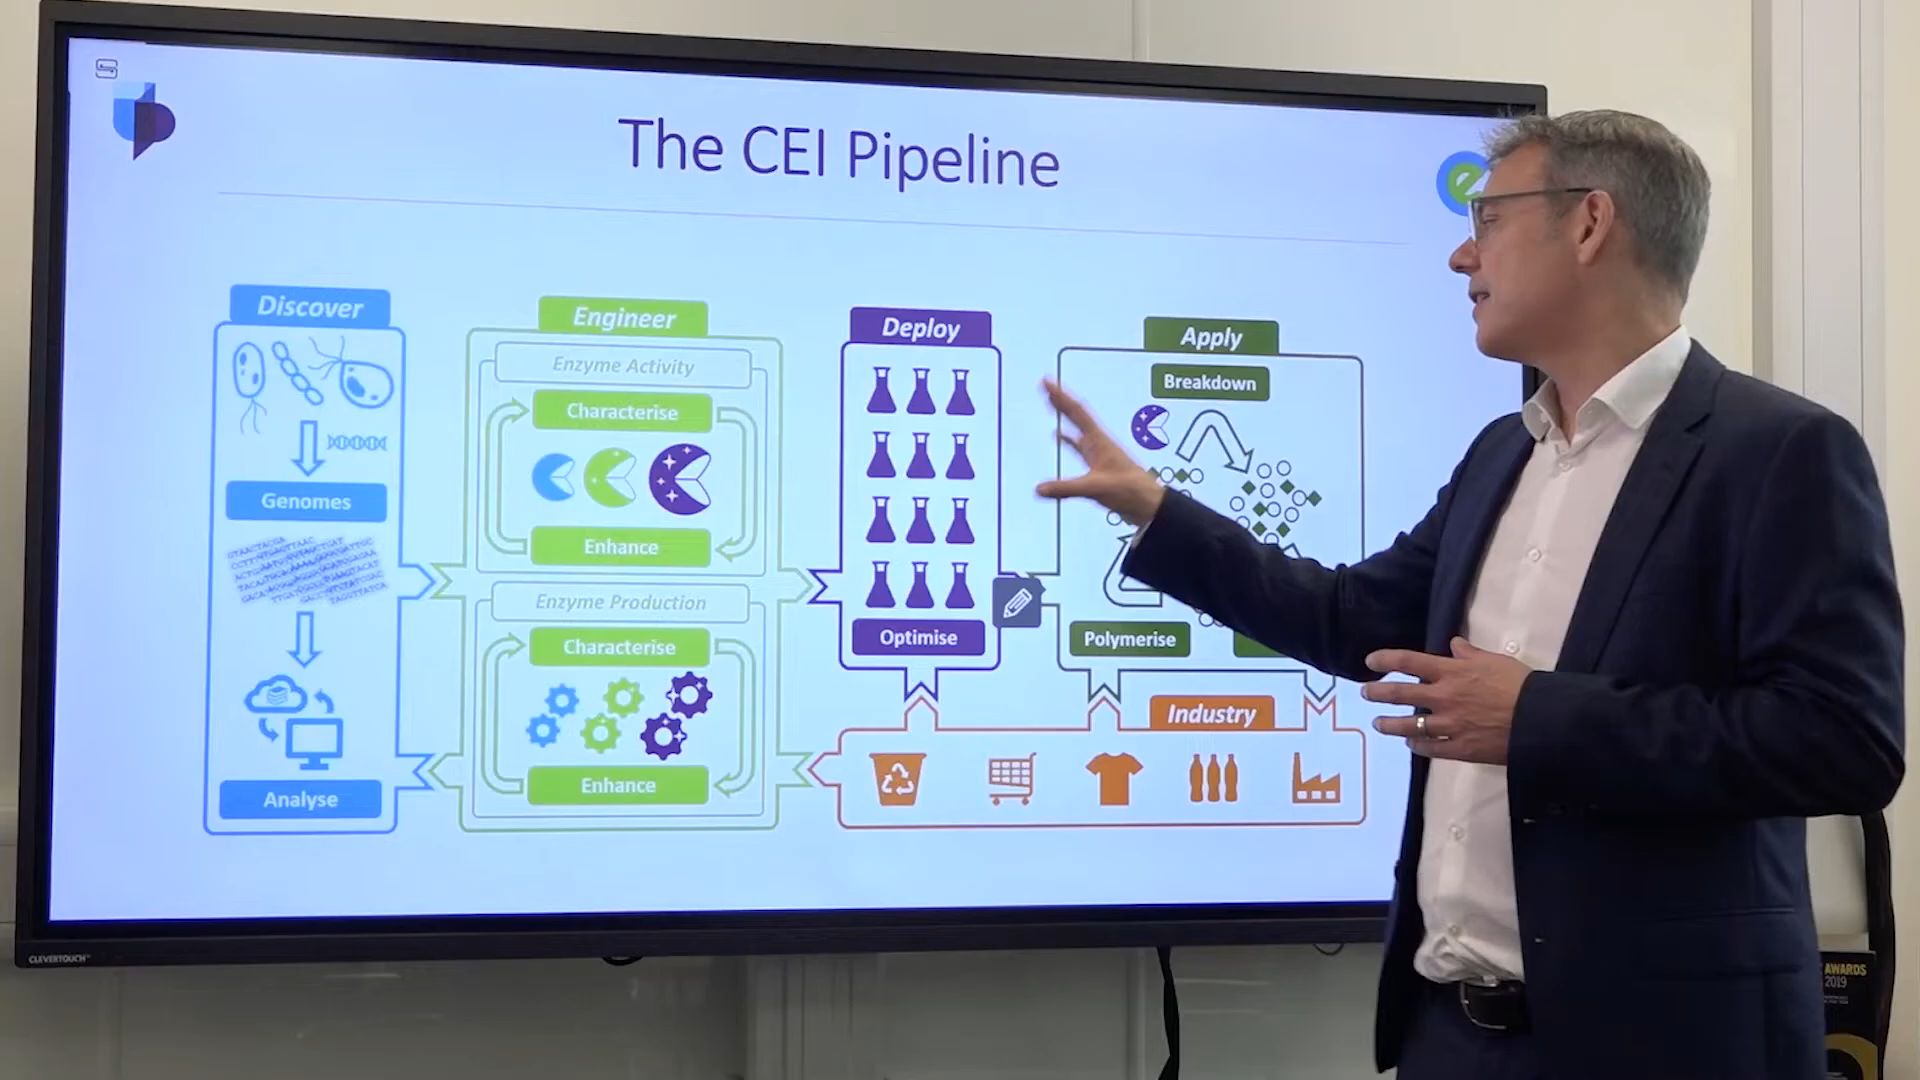 The CEI Pipeline
Discover
Genomes
Analyse
Engineer
Enzyme Activity
Characterise
Enhance
Enzyme Production
Characterise
Enhance
Deploy
Optimise
Apply
Breakdown
Polymerise
Industry
CLEVERTOUCH
AWARDS
2019